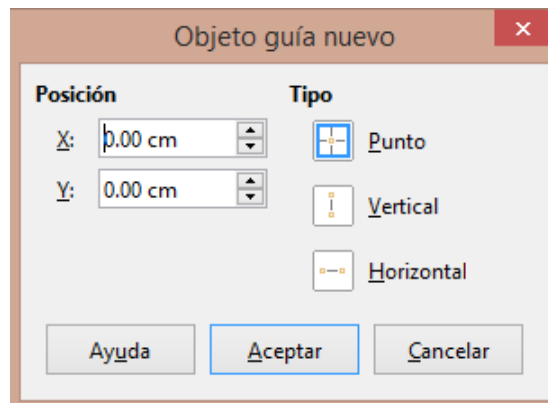 Objeto guía nuevo
Posición
Tipo
X: 0.00 cm
Punto
Y: 0.00 cm
Vertical
Horizontal
Ayuda
Aceptar
Cancelar